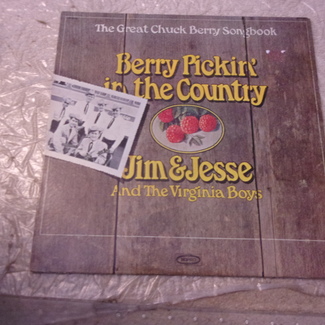 The Great Chuck Berry Songbook
Berry Pickin'
in the Country
Jim & Jesse
And The Virginia Boys